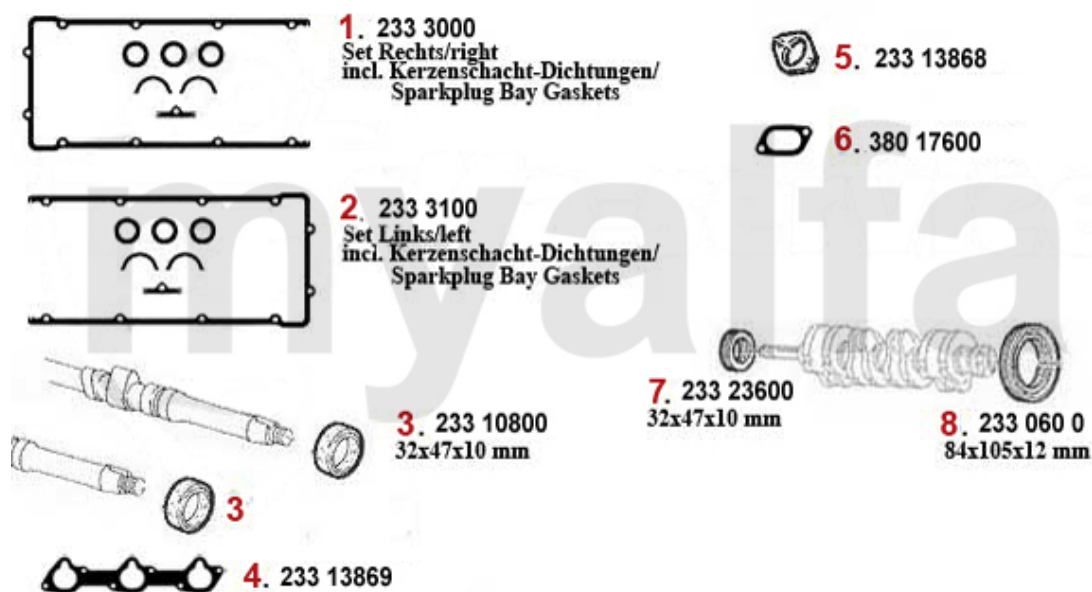 1. 233 3000
Set Rechts/right
incl. Kerzenschacht-Dichtungen/
Sparkplug Bay Gaskets
2. 233 3100
Set Links/left
incl. Kerzenschacht-Dichtungen/
Sparkplug Bay Gaskets
3. 233 10800
32x47x10 mm
3
4. 233 13869
5. 233 13868
6. 380 17600
7. 233 23600
32x47x10 mm
8. 233 060 0
84x105x12 mm
myalfa